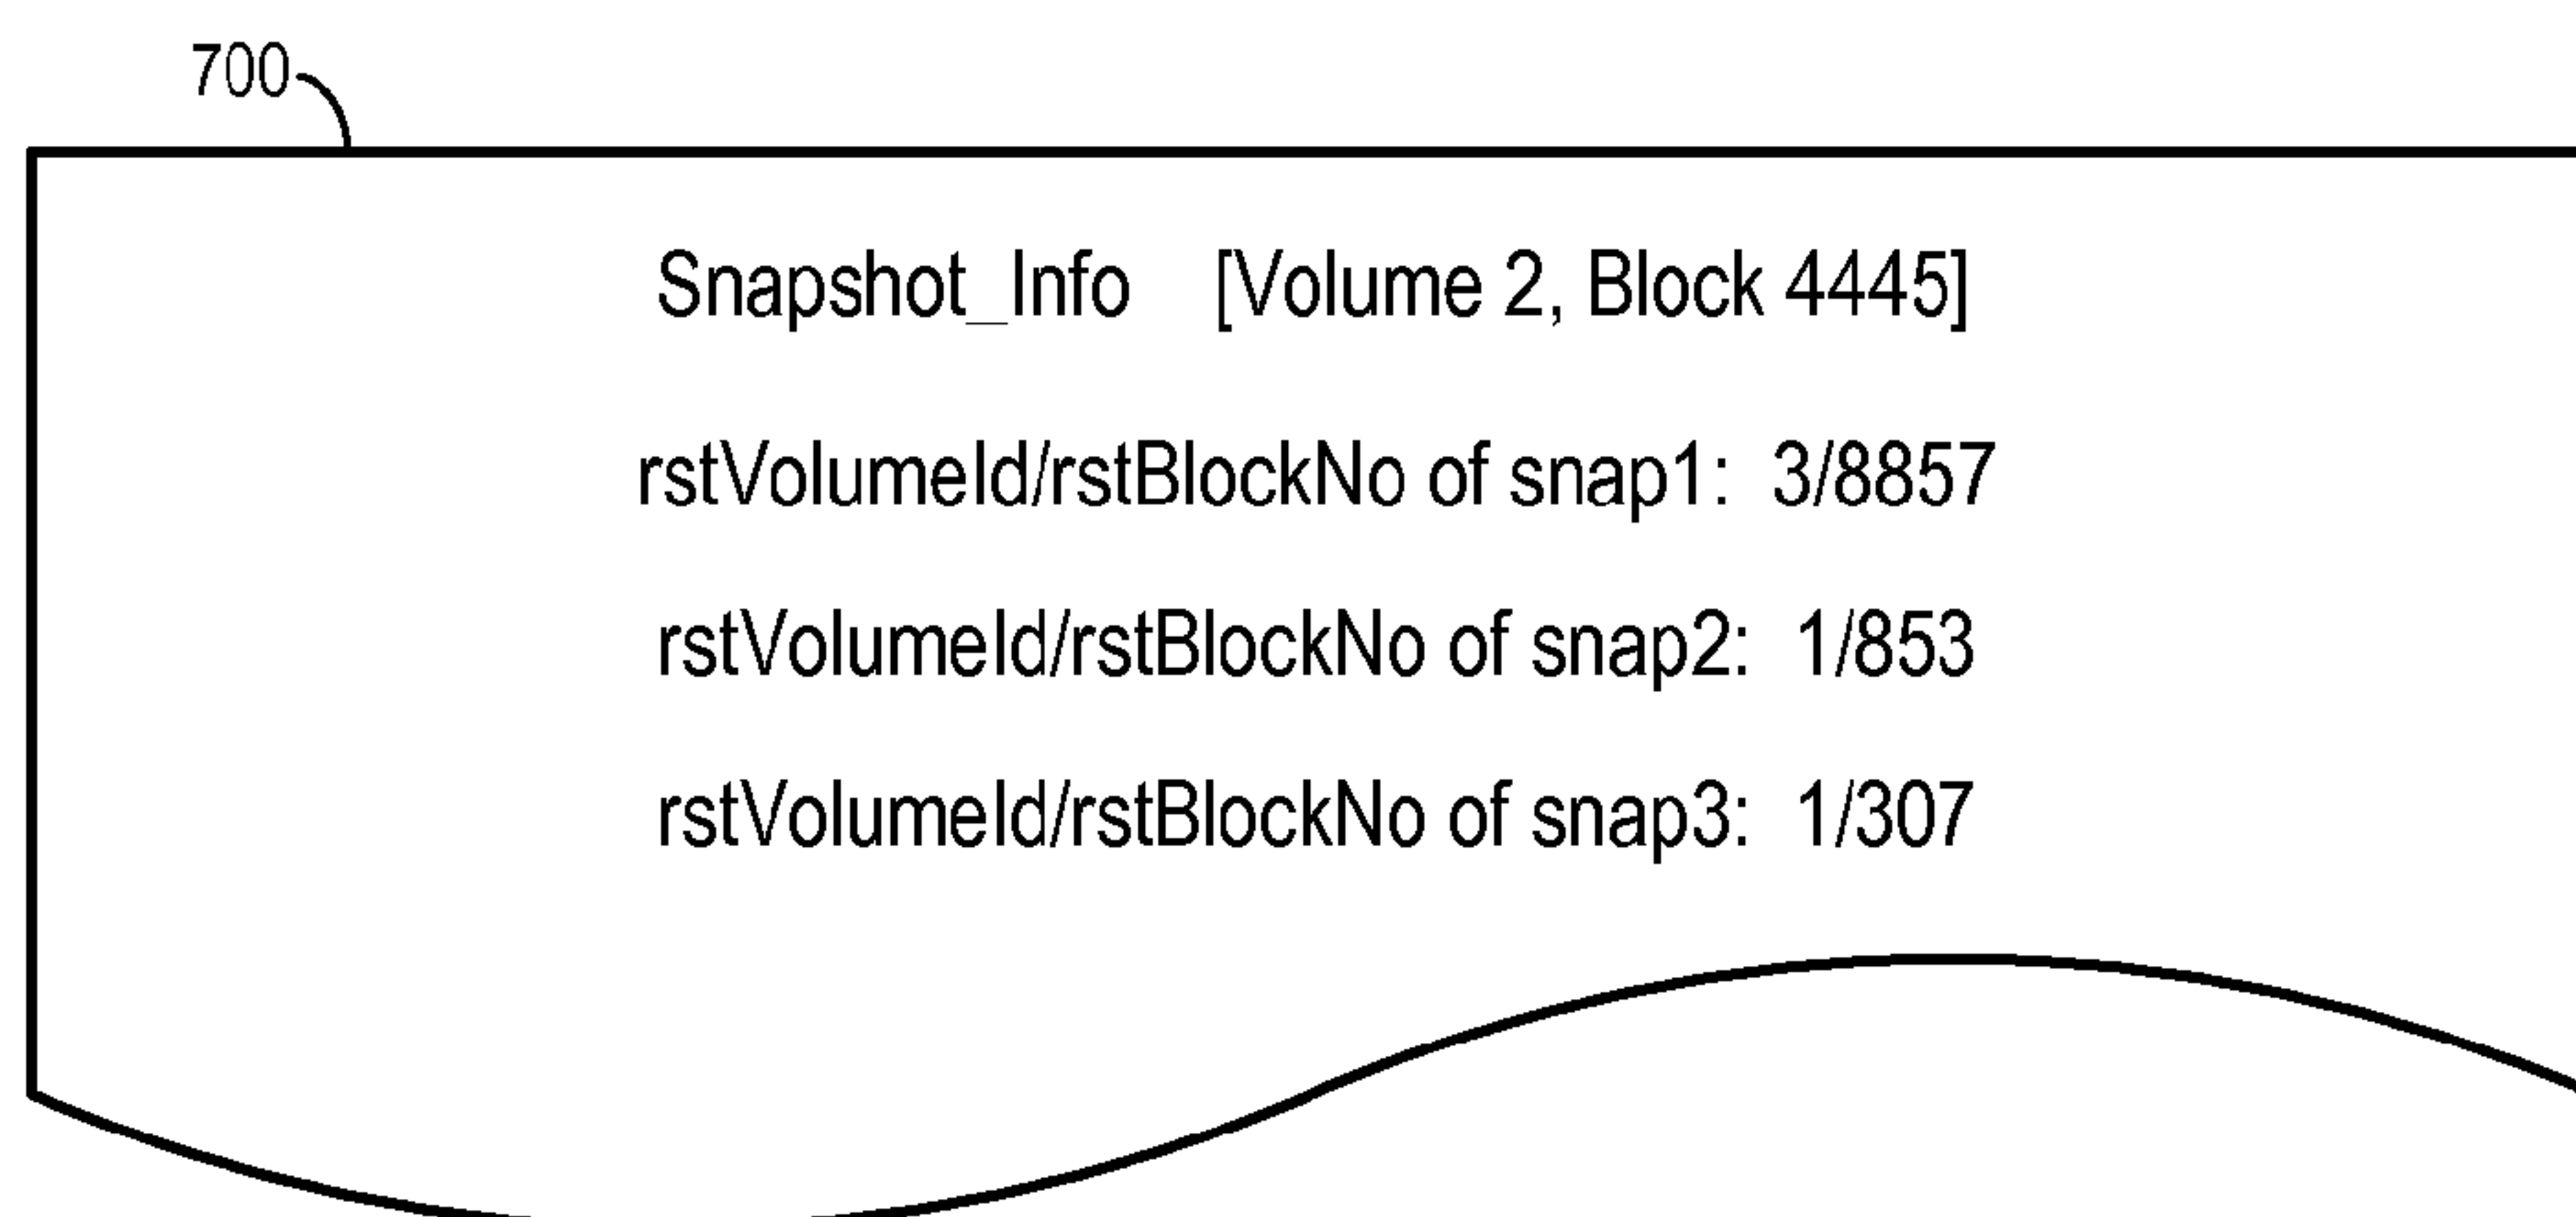 700
Snapshot_Info [Volume 2, Block 4445]
rstVolumeId/rstBlockNo of snap1: 3/8857
rstVolumeId/rstBlockNo of snap2: 1/853
rstVolumeId/rstBlockNo of snap3: 1/307